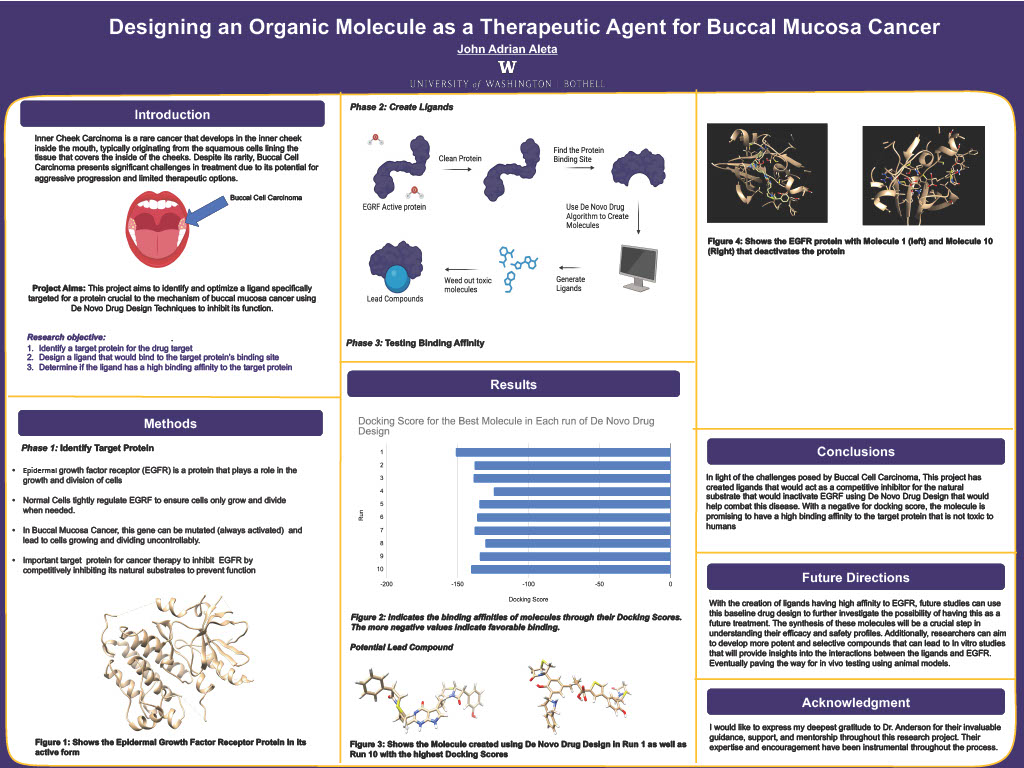 Designing an Organic Molecule as a Therapeutic Agent for Buccal Mucosa Cancer
John Adrian Aleta
W
UNIVERSITY of WASHINGTON | BOTHELL
Introduction
Inner Cheek Carcinoma is a rare cancer that develops in the inner cheek
inside the mouth, typically originating from the squamous cells lining the
tissue that covers the inside of the cheeks. Despite its rarity, Buccal Cell
Carcinoma presents significant challenges in treatment due to its potential for
aggressive progression and limited therapeutic options.
Buccal Cell Carcinoma
Project Aims: This project aims to identify and optimize a ligand specifically
targeted for a protein crucial to the mechanism of buccal mucosa cancer using
De Novo Drug Design Techniques to inhibit its function.
Research objective:
1. Identify a target protein for the drug target
2. Design a ligand that would bind to the target protein's binding site
3. Determine if the ligand has a high binding affinity to the target protein
Methods
Phase 1: Identify Target Protein
• Epidermal growth factor receptor (EGFR) is a protein that plays a role in the
growth and division of cells
• Normal Cells tightly regulate EGRF to ensure cells only grow and divide
when needed.
• In Buccal Mucosa Cancer, this gene can be mutated (always activated) and
lead to cells growing and dividing uncontrollably.
• Important target protein for cancer therapy to inhibit EGFR by
competitively inhibiting its natural substrates to prevent function
Figure 1: Shows the Epidermal Growth Factor Receptor Protein in its
active form
Phase 2: Create Ligands
Clean Protein
Find the Protein
Binding Site
EGRF Active protein
Use De Novo Drug
Algorithm to Create
Molecules
Lead Compounds
Weed out toxic
molecules
Generate
Ligands
Phase 3: Testing Binding Affinity
Results
Docking Score for the Best Molecule in Each run of De Novo Drug
Design
Run
1
2
3
4
5
6
7
8
9
10
-200 -150 -100 -50 0
Docking Score
Figure 2: Indicates the binding affinities of molecules through their Docking Scores.
The more negative values indicate favorable binding.
Potential Lead Compound
Figure 3: Shows the Molecule created using De Novo Drug Design in Run 1 as well as
Run 10 with the highest Docking Scores
Figure 4: Shows the EGFR protein with Molecule 1 (left) and Molecule 10
(Right) that deactivates the protein
Conclusions
In light of the challenges posed by Buccal Cell Carcinoma, This project has
created ligands that would act as a competitive inhibitor for the natural
substrate that would inactivate EGRF using De Novo Drug Design that would
help combat this disease. With a negative for docking score, the molecule is
promising to have a high binding affinity to the target protein that is not toxic to
humans
Future Directions
With the creation of ligands having high affinity to EGFR, future studies can use
this baseline drug design to further investigate the possibility of having this as a
future treatment. The synthesis of these molecules will be a crucial step in
understanding their efficacy and safety profiles. Additionally, researchers can aim
to develop more potent and selective compounds that can lead to In vitro studies
that will provide insights into the interactions between the ligands and EGFR.
Eventually paving the way for in vivo testing using animal models.
Acknowledgment
I would like to express my deepest gratitude to Dr. Anderson for their invaluable
guidance, support, and mentorship throughout this research project. Their
expertise and encouragement have been instrumental throughout the process.